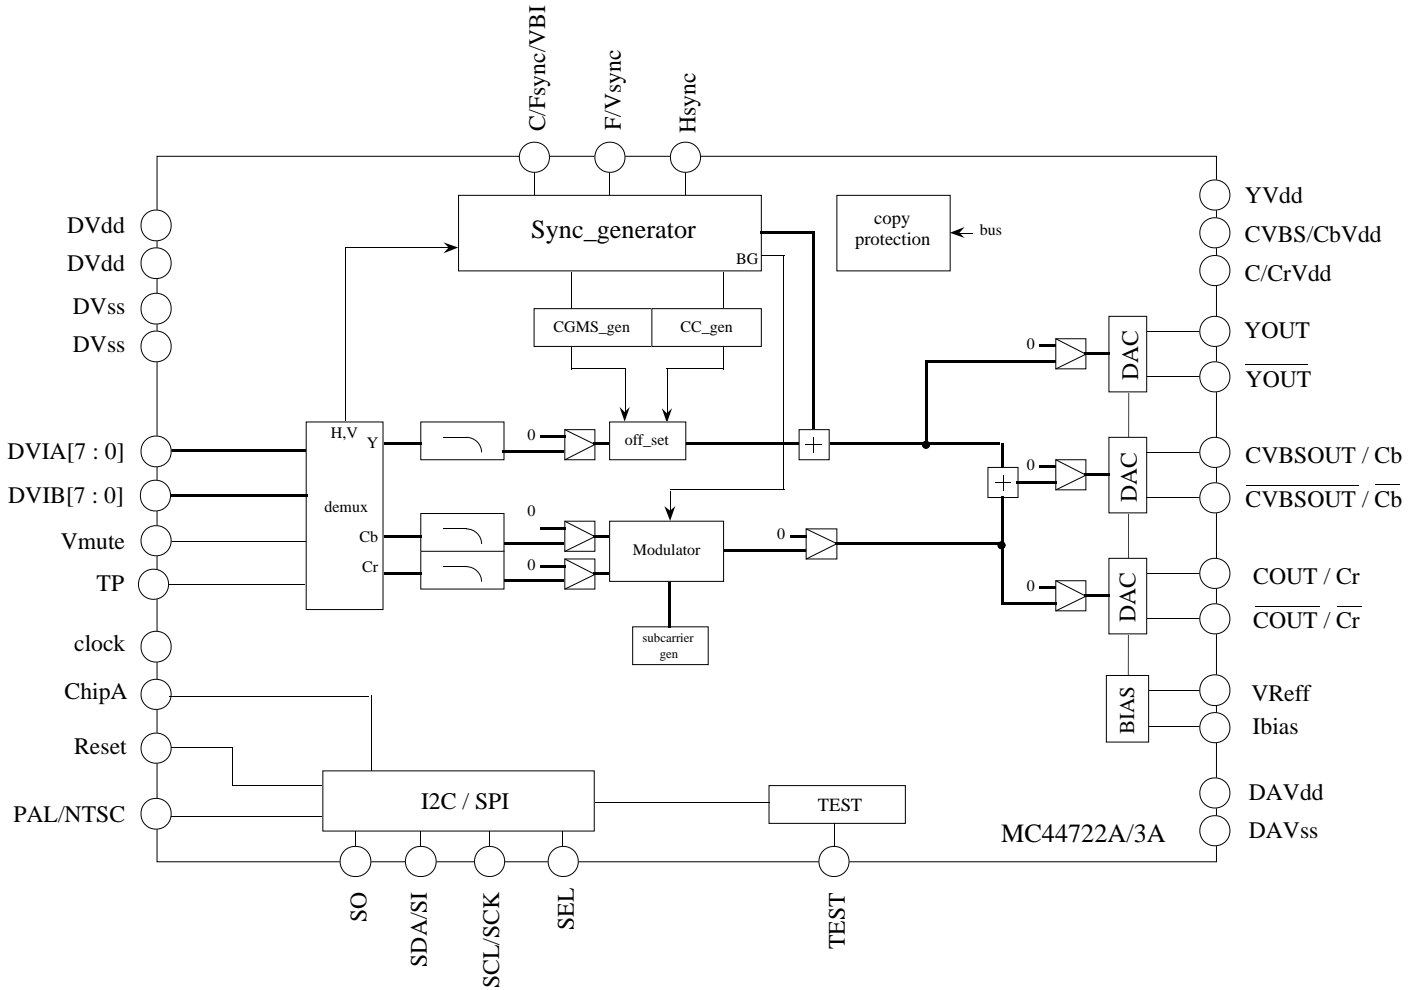 C/Fsync/VBI
F/Vsync
Hsync
DVdd
DVdd
DVss
DVss
DVIA[7 : 0]
DVIB[7 : 0]
Vmute
TP
clock
ChipA
Reset
PAL/NTSC
Sync_generator
BG
copy
protection
bus
CGMS_gen
CC_gen
H,V
Y
demux
Cb
Cr
0
off_set
0
0
Modulator
0
subcarrier
gen
0
DAC
0
DAC
0
DAC
BIAS
YVdd
CVBS/CbVdd
C/CrVdd
YOUT
YOUT
CVBSOUT / Cb
CVBSOUT / Cb
COUT / Cr
COUT / Cr
VReff
Ibias
DAVdd
DAVss
I2C / SPI
TEST
MC44722A/3A
SO
SDA/SI
SCL/SCK
SEL
TEST